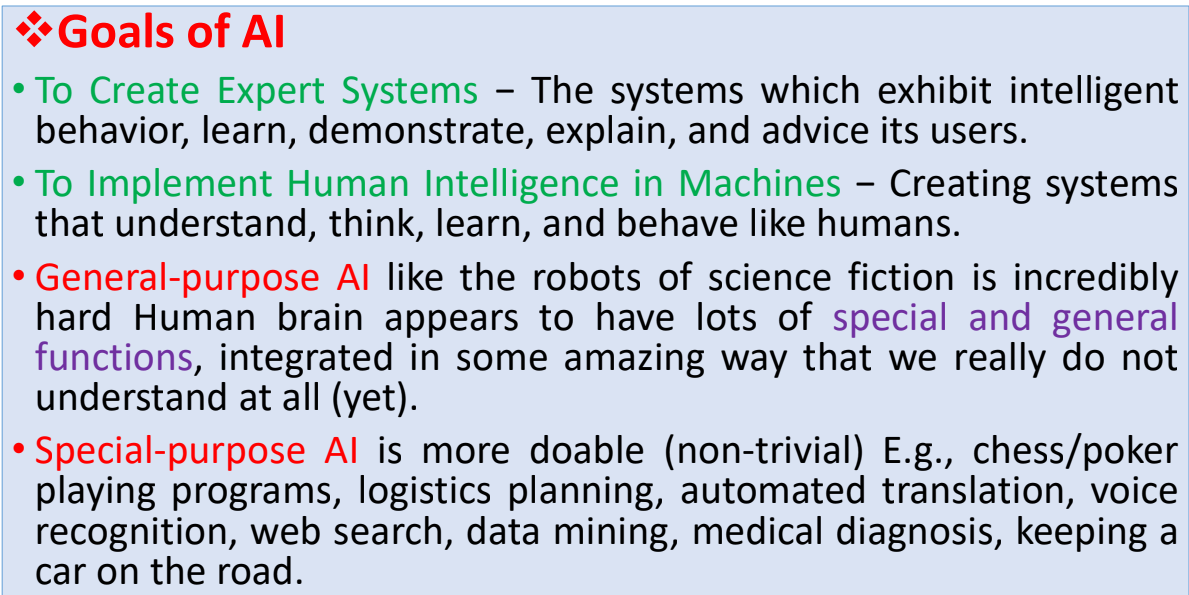 ❖Goals of AI
• To Create Expert Systems − The systems which exhibit intelligent
behavior, learn, demonstrate, explain, and advice its users.
• To Implement Human Intelligence in Machines − Creating systems
that understand, think, learn, and behave like humans.
• General-purpose AI like the robots of science fiction is incredibly
hard Human brain appears to have lots of special and general
functions, integrated in some amazing way that we really do not
understand at all (yet).
• Special-purpose AI is more doable (non-trivial) E.g., chess/poker
playing programs, logistics planning, automated translation, voice
recognition, web search, data mining, medical diagnosis, keeping a
car on the road.